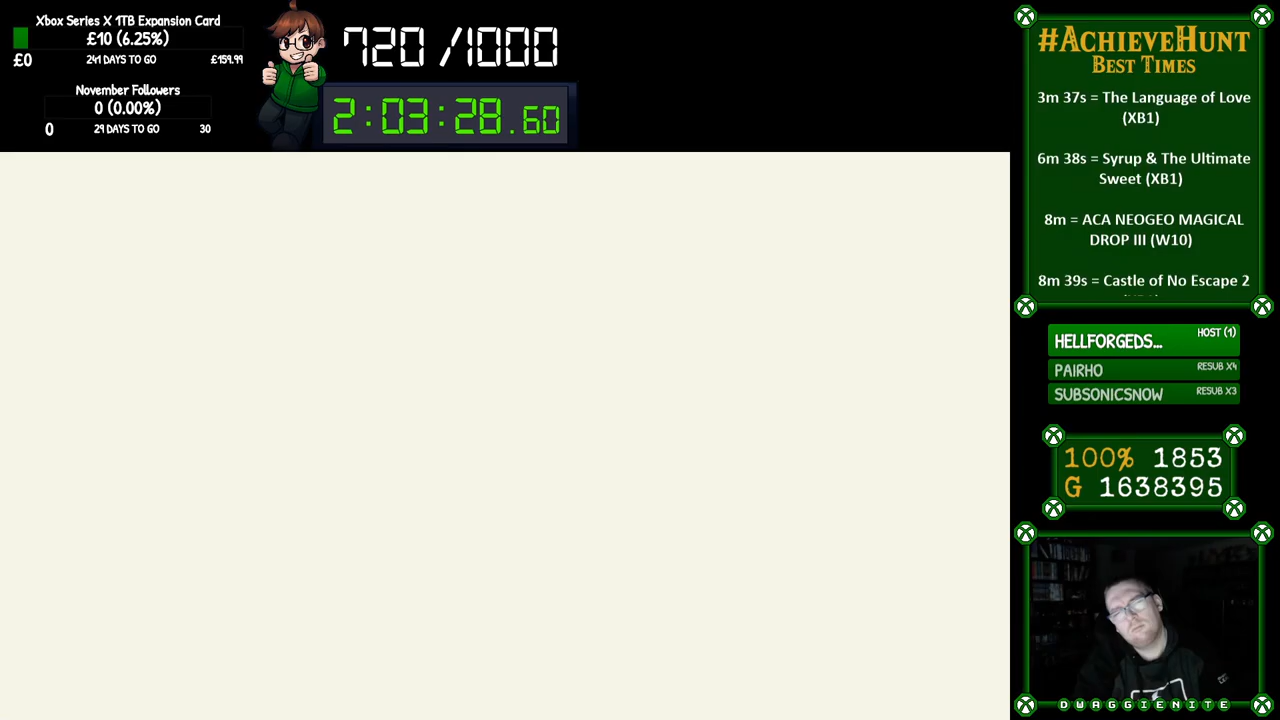 Xbox Series X 1TB Expansion Card
£10 (6.25%)
£0
241 DAYS TO GO
£159.99
November Followers
0 (0.00%)
0
29 DAYS TO GO
30
720 /1000
2:03:28.60
#AchieveHunt
Best Times
3m 37s = The Language of Love
(XB1)
6m 38s = Syrup & The Ultimate
Sweet (XB1)
8m = ACA NEOGEO MAGICAL
DROP III (W10)
8m 39s = Castle of No Escape 2
HELLFORGEDS...
HOST (1)
PAIRHO
RESUB X4
SUBSONICSNOW
RESUB X3
100% 1853
G 1638395
DWAGGIENITE